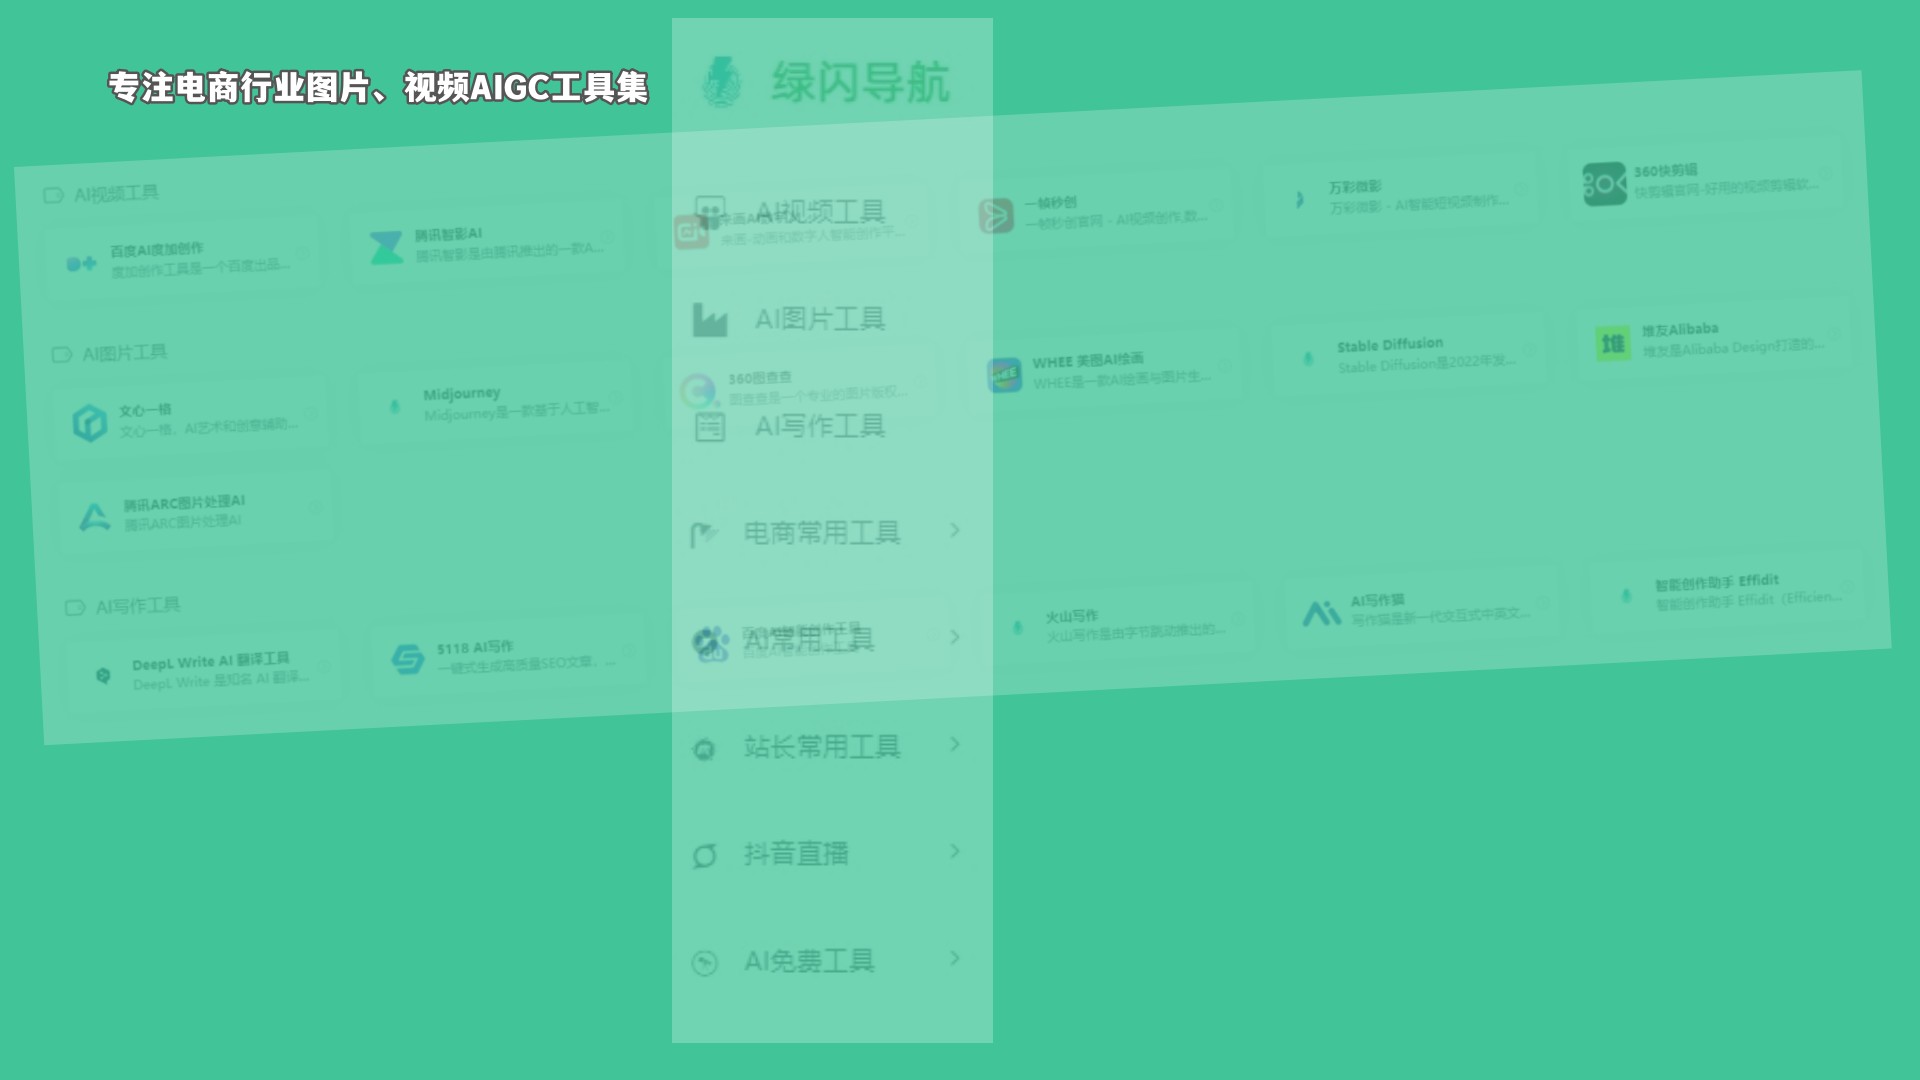 专注电商行业图片、视频AIGC工具集
绿闪导航
AI视频工具
AI图片工具
AI写作工具
电商常用工具
AI常用工具
站长常用工具
抖音直播
AI免费工具
AI视频工具
百度AI度加创作
度加创作工具是一个百度出品...
腾讯智影AI
腾讯智影是由腾讯推出的一款A...
来画-动画和数字人智能创作平...
一帧秒创
一帧秒创官网 - AI视频创作,数...
万彩微影
万彩微影 - AI智能短视频制作...
360快剪辑
快剪辑官网-好用的视频剪辑软...
AI图片工具
文心一格
文心一格，AI艺术和创意辅助...
Midjourney
Midjourney是一款基于人工智...
360图查查
图查查是一个专业的图片版权...
WHEE 美图AI绘画
WHEE是一款AI绘画与图片生...
Stable Diffusion
Stable Diffusion是2022年发...
堆友Alibaba
堆友是Alibaba Design打造的...
腾讯ARC图片处理AI
腾讯ARC图片处理AI
AI写作工具
DeepL Write AI 翻译工具
DeepL Write 是知名 AI 翻译...
5118 AI写作
一键式生成高质量SEO文章，...
火山写作
火山写作是由字节跳动推出的...
AI写作猫
写作猫是新一代交互式中英文...
智能创作助手 Effidit
智能创作助手 Effidit（Efficien...